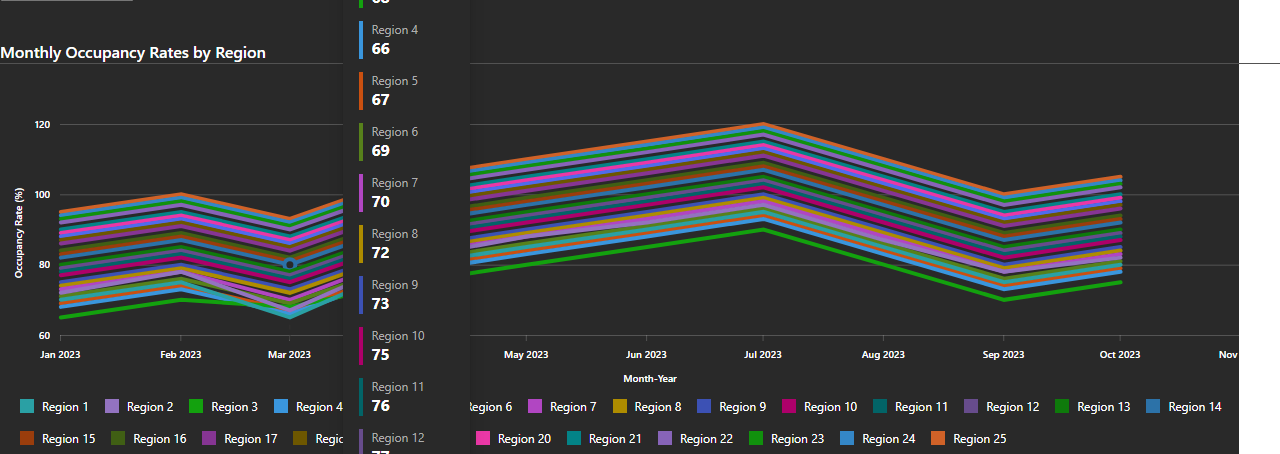 Monthly Occupancy Rates by Region
Region 4
66
Region 5
67
Region 6
69
Region 7
70
Region 8
72
Region 9
73
Region 10
75
Region 11
76
Region 12
Occupancy Rate (%)
120
100
80
60
Jan 2023 Feb 2023 Mar 2023 May 2023 Jun 2023 Jul 2023 Aug 2023 Sep 2023 Oct 2023 Nov
Month-Year
Region 1 Region 2 Region 3 Region 4 Region 6 Region 7 Region 8 Region 9 Region 10 Region 11 Region 12 Region 13 Region 14
Region 15 Region 16 Region 17 Regio Region 20 Region 21 Region 22 Region 23 Region 24 Region 25